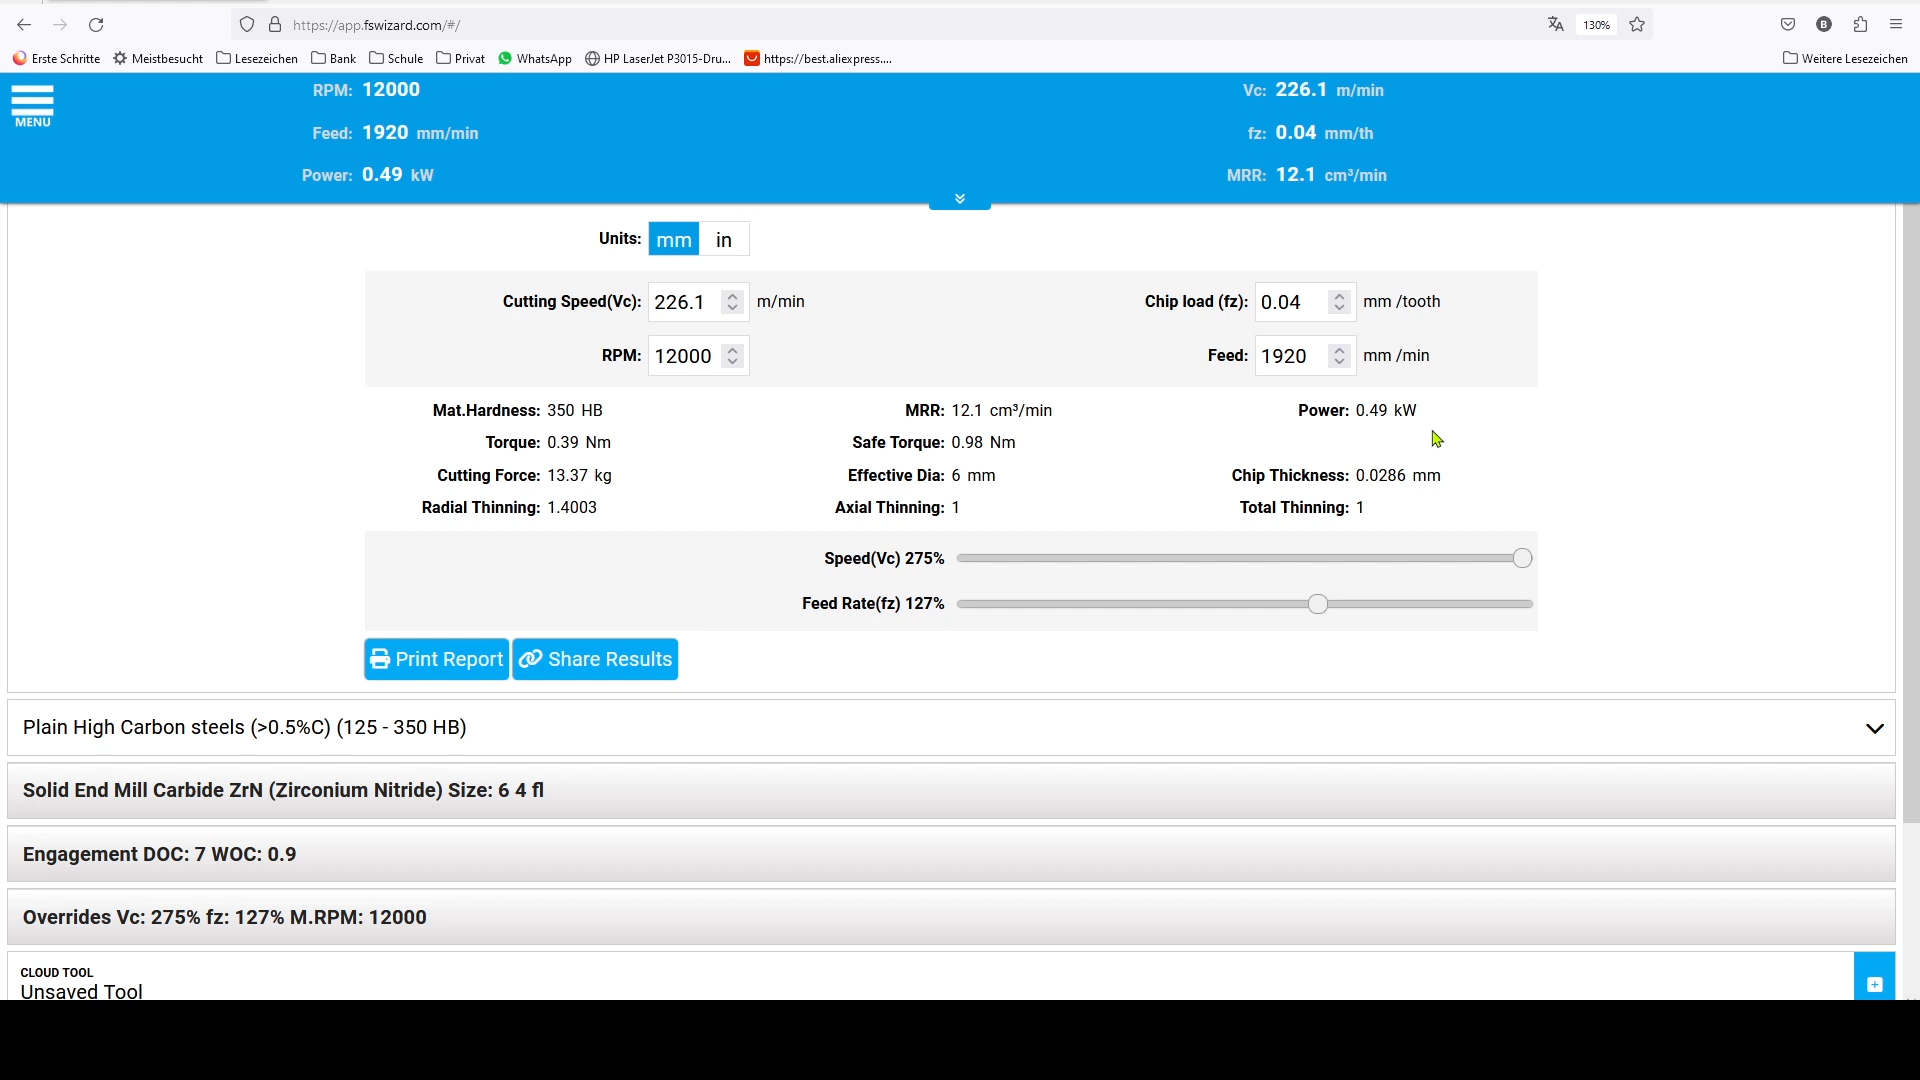 https://app.fswizard.com/#/
130%
B
Erste Schritte Meistbesucht Lesezeichen Bank Schule Privat WhatsApp HP LaserJet P3015-Dru... https://best.aliexpress.... Weitere Lesezeichen
MENU
RPM: 12000 Vc: 226.1 m/min
Feed: 1920 mm/min fz: 0.04 mm/th
Power: 0.49 kW MRR: 12.1 cm³/min
Units: mm in
Cutting Speed(Vc): 226.1 m/min Chip load (fz): 0.04 mm /tooth
RPM: 12000 Feed: 1920 mm /min
Mat.Hardness: 350 HB MRR: 12.1 cm³/min Power: 0.49 kW
Torque: 0.39 Nm Safe Torque: 0.98 Nm
Cutting Force: 13.37 kg Effective Dia: 6 mm Chip Thickness: 0.0286 mm
Radial Thinning: 1.4003 Axial Thinning: 1 Total Thinning: 1
Speed(Vc) 275%
Feed Rate(fz) 127%
Print Report Share Results
Plain High Carbon steels (>0.5%C) (125 - 350 HB)
Solid End Mill Carbide ZrN (Zirconium Nitride) Size: 6 4 fl
Engagement DOC: 7 WOC: 0.9
Overrides Vc: 275% fz: 127% M.RPM: 12000
CLOUD TOOL
Unsaved Tool